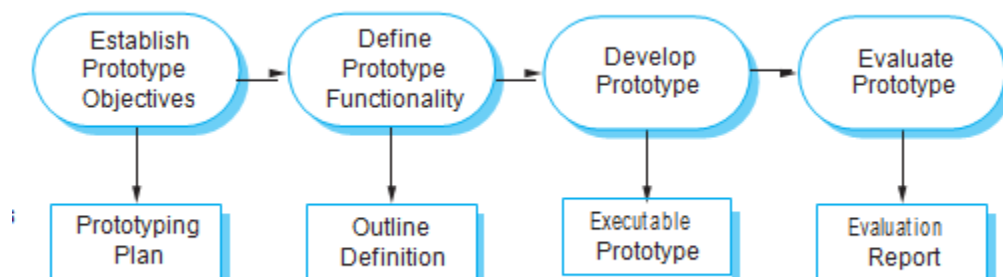 Establish
Prototype
Objectives
Define
Prototype
Functionality
Develop
Prototype
Evaluate
Prototype
Prototyping
Plan
Outline
Definition
Executable
Prototype
Evaluation
Report